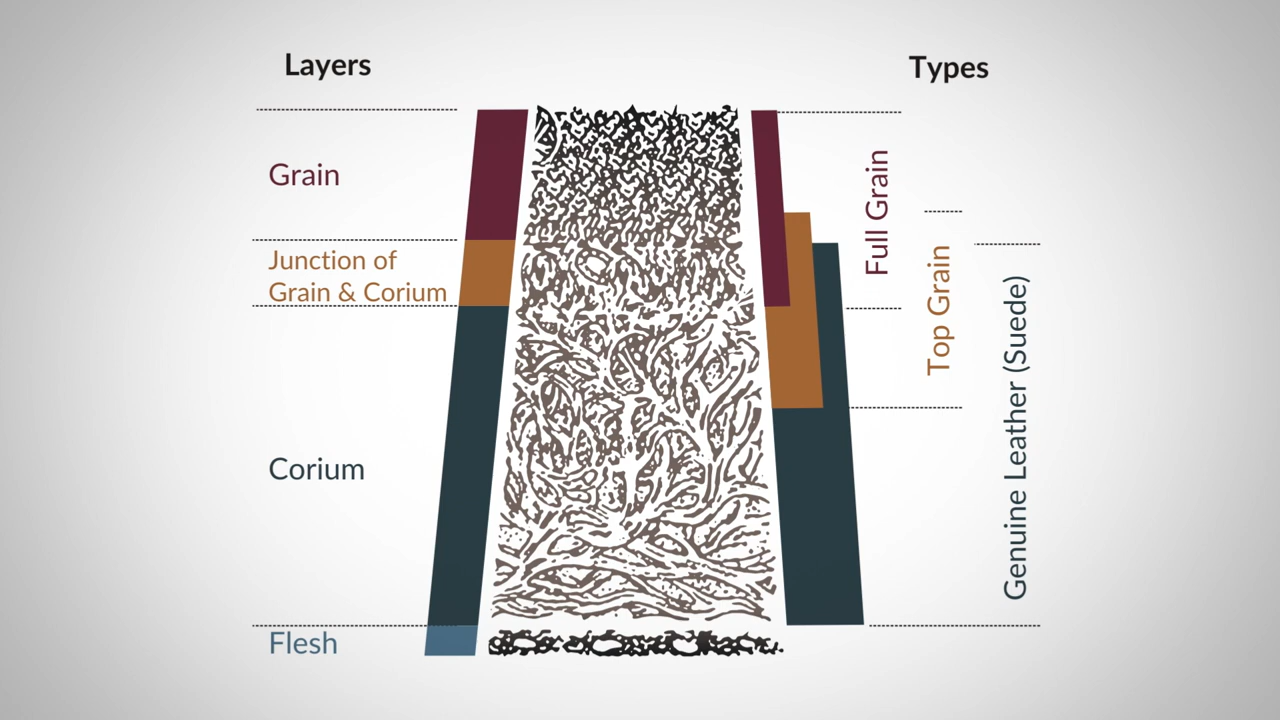 Layers
Types
Grain
Junction of
Grain & Corium
Corium
Flesh
Full Grain
Top Grain
Genuine Leather (Suede)